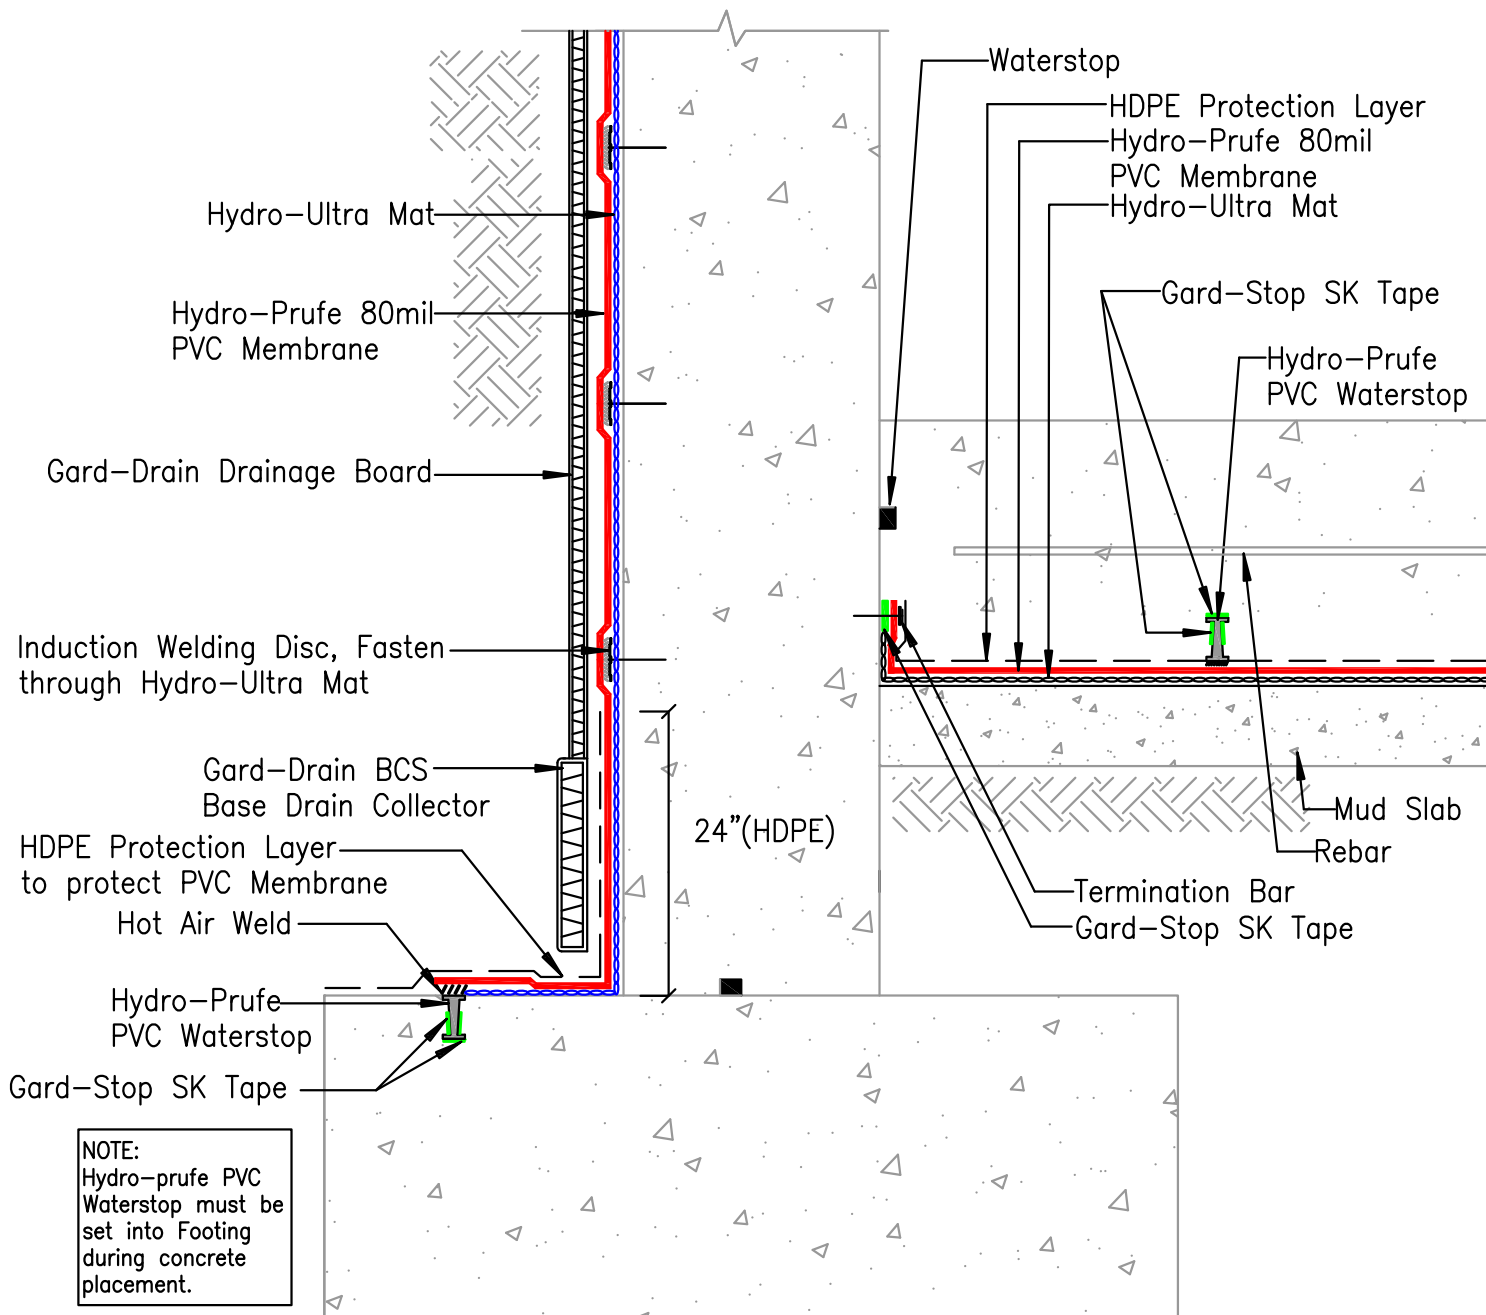 Waterstop
HDPE Protection Layer
Hydro-Prufe 80mil
PVC Membrane
Hydro-Ultra Mat
Gard-Stop SK Tape
Hydro-Prufe
PVC Waterstop
Hydro-Ultra Mat
Hydro-Prufe 80mil
PVC Membrane
Gard-Drain Drainage Board
Induction Welding Disc, Fasten
through Hydro-Ultra Mat
Gard-Drain BCS
Base Drain Collector
24"(HDPE)
HDPE Protection Layer
to protect PVC Membrane
Hot Air Weld
Hydro-Prufe
PVC Waterstop
Gard-Stop SK Tape
Mud Slab
Rebar
Termination Bar
Gard-Stop SK Tape
NOTE:
Hydro-prufe PVC
Waterstop must be
set into Footing
during concrete
placement.